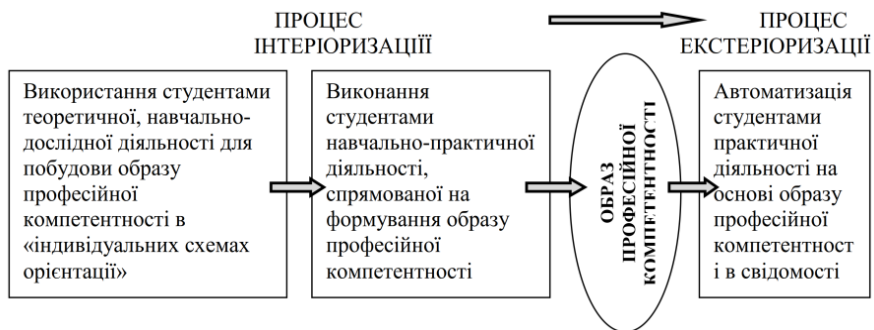 ПРОЦЕС
ІНТЕРІОРИЗАЦІЇЇ
ПРОЦЕС
ЕКСТЕРІОРИЗАЦІЇ
Використання студентами
теоретичної, навчально-
дослідної діяльності для
побудови образу
професійної
компетентності в
«індивідуальних схемах
орієнтації»
Виконання
студентами
навчально-практичної
діяльності,
спрямованої на
формування образу
професійної
компетентності
ОБРАЗ
ПРОФЕСІЙНОЇ
КОМПЕТЕНТНОСТІ
Автоматизація
студентами
практичної
діяльності на
основі образу
професійної
компетентност
і в свідомості